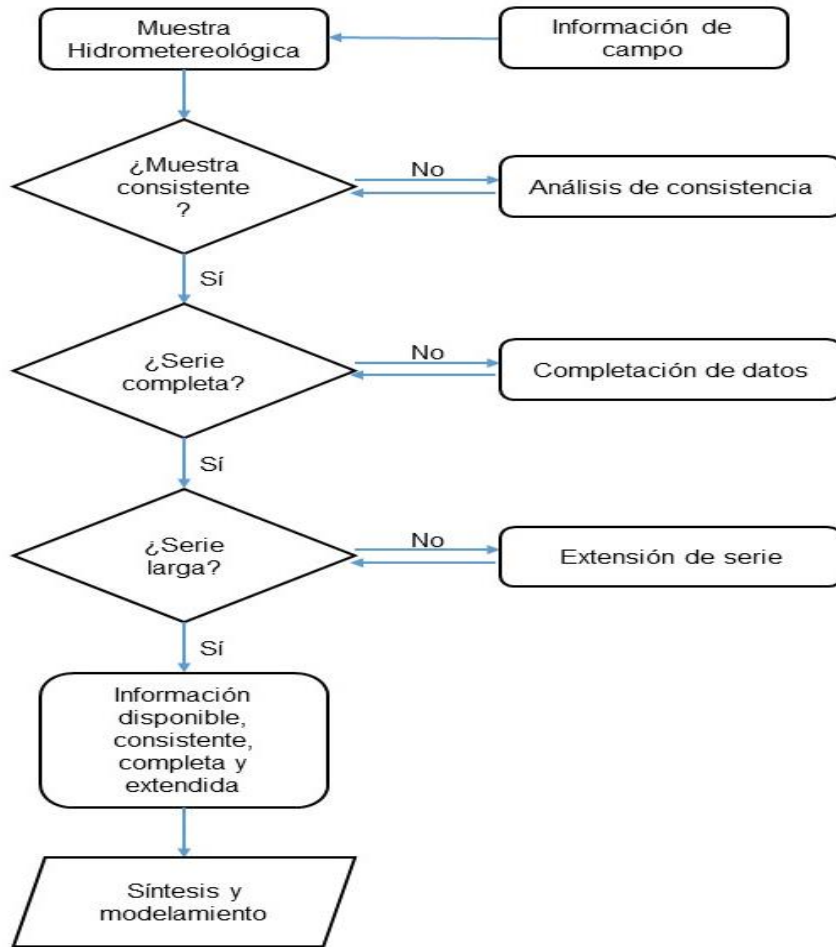 Muestra
Hidrometereológica
Información de
campo
¿Muestra
consistente
?
No
Análisis de consistencia
Sí
¿Serie
completa?
No
Completación de datos
Sí
¿Serie
larga?
No
Extensión de serie
Sí
Información
disponible,
consistente,
completa y
extendida
Síntesis y
modelamiento